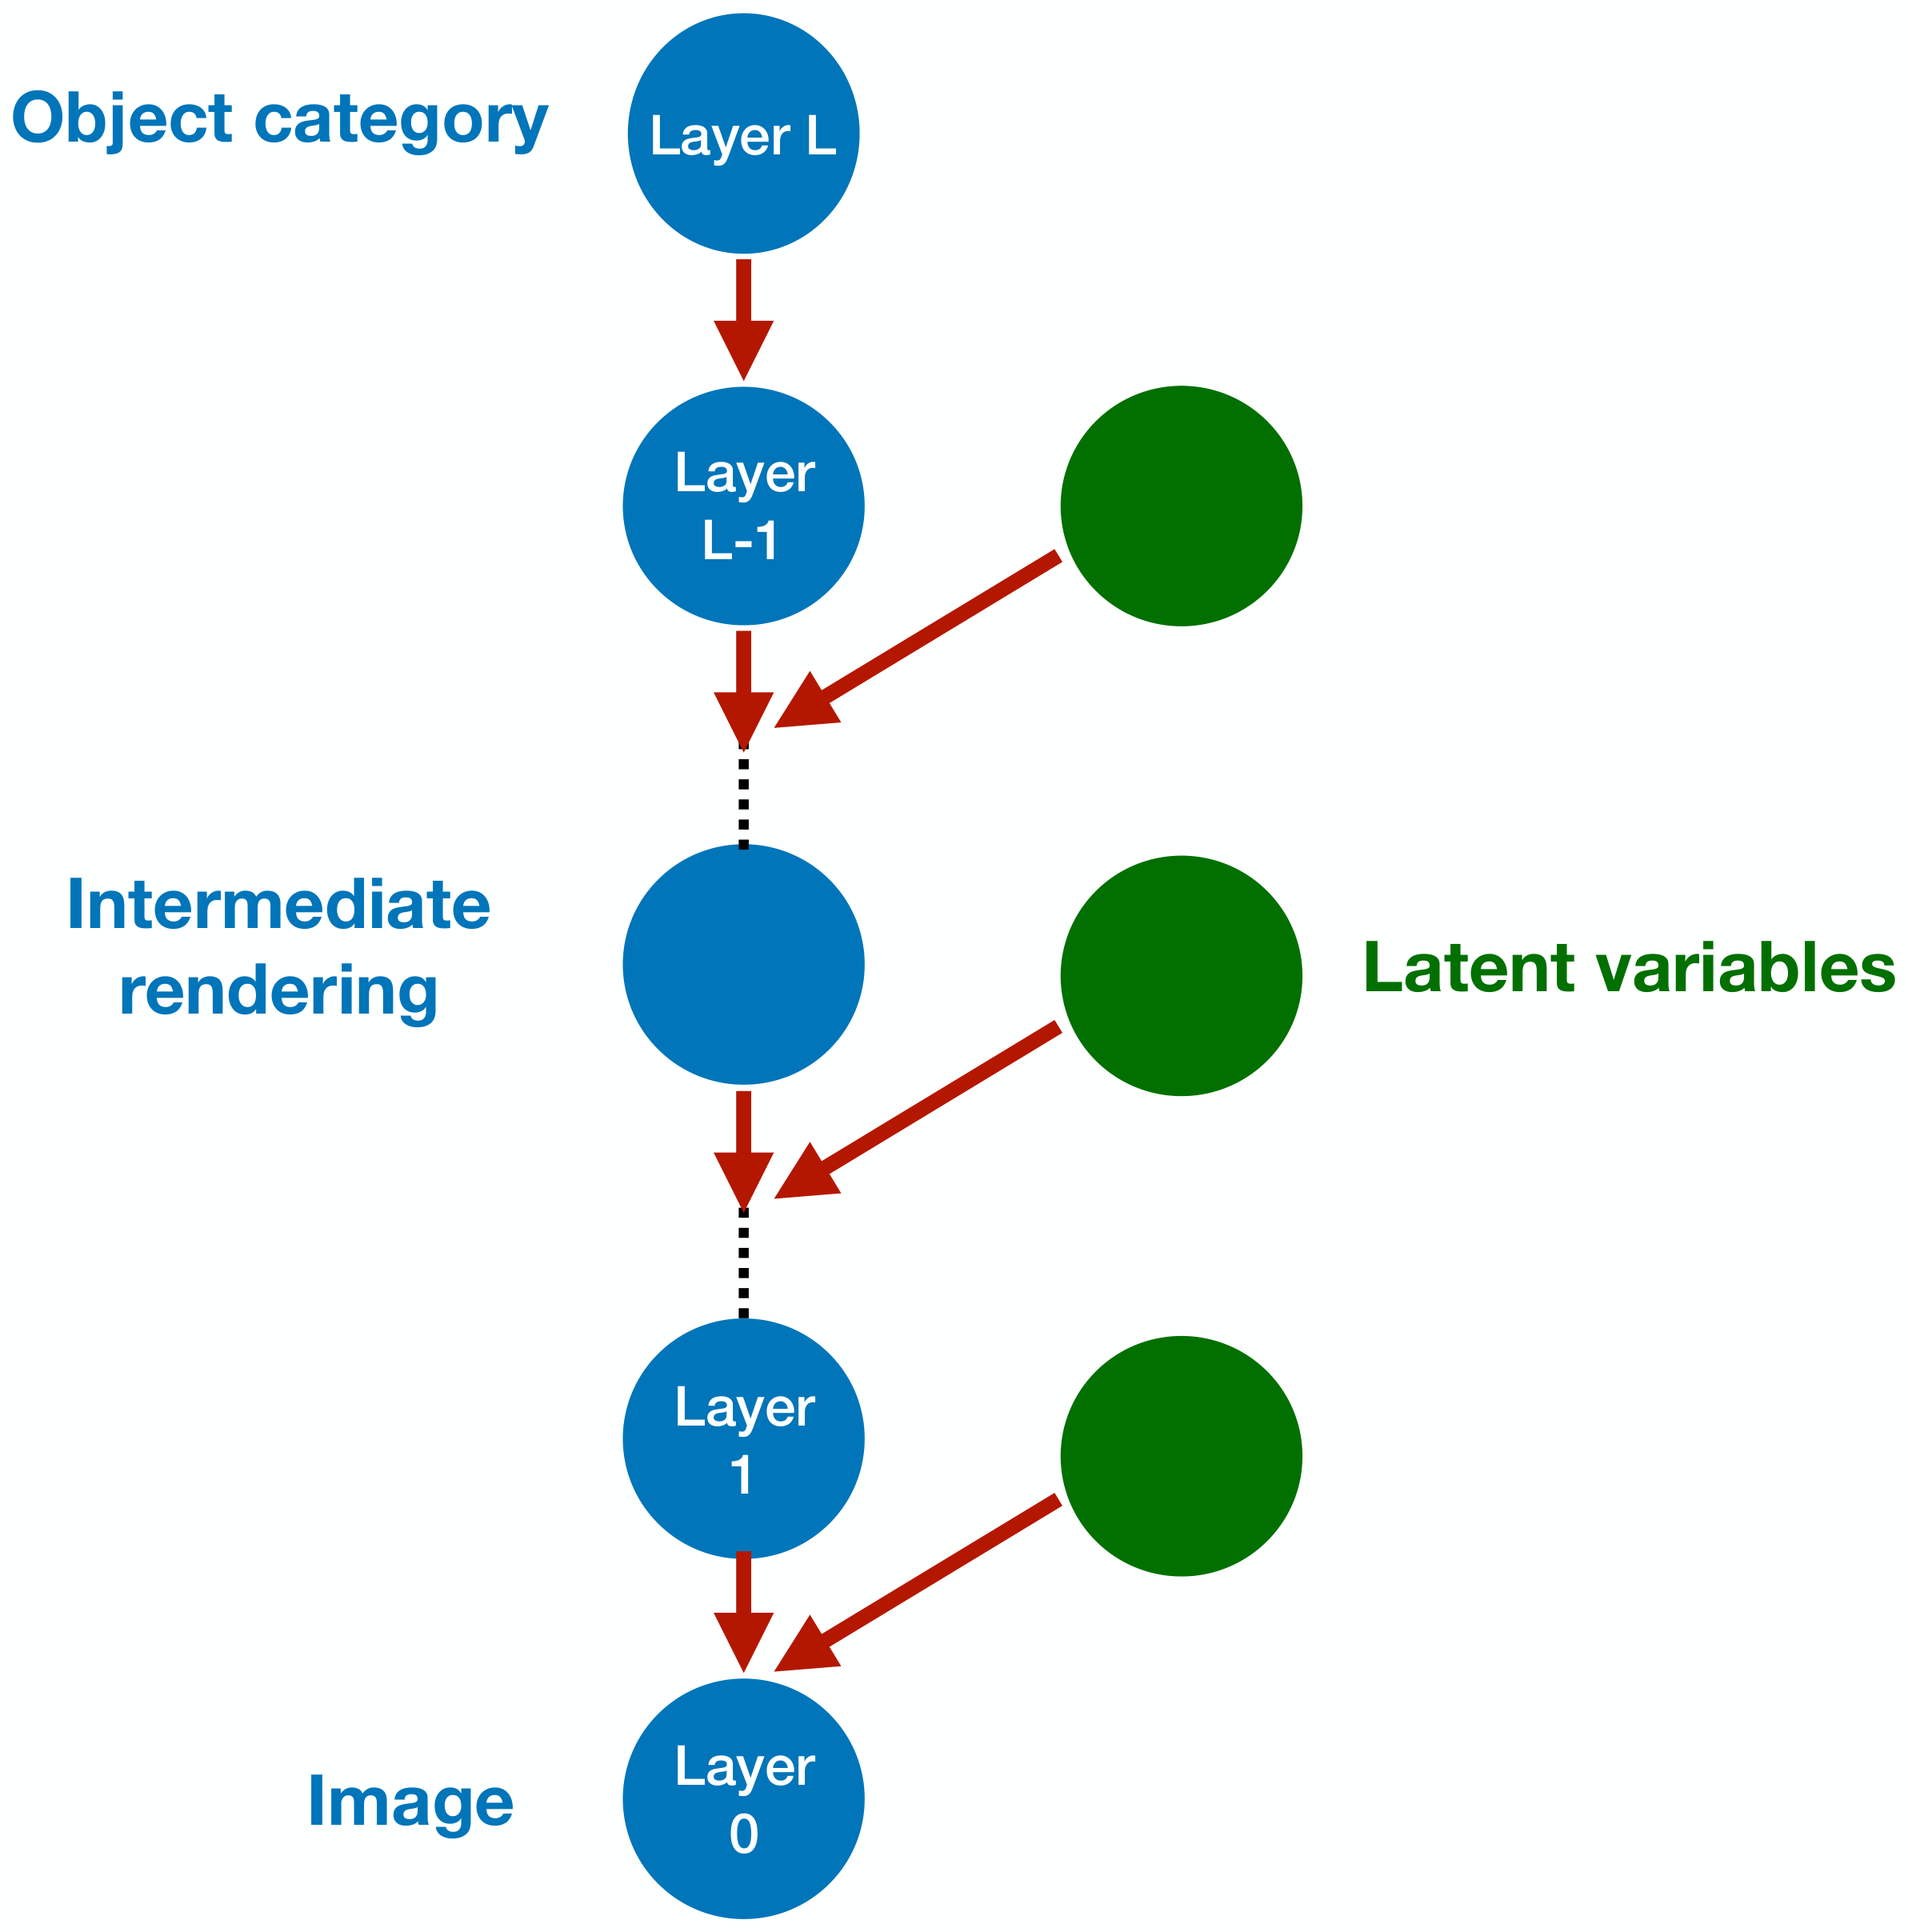 Object category
Layer L
Layer
L-1
Intermediate
rendering
Latent variables
Layer
1
Image
Layer
0